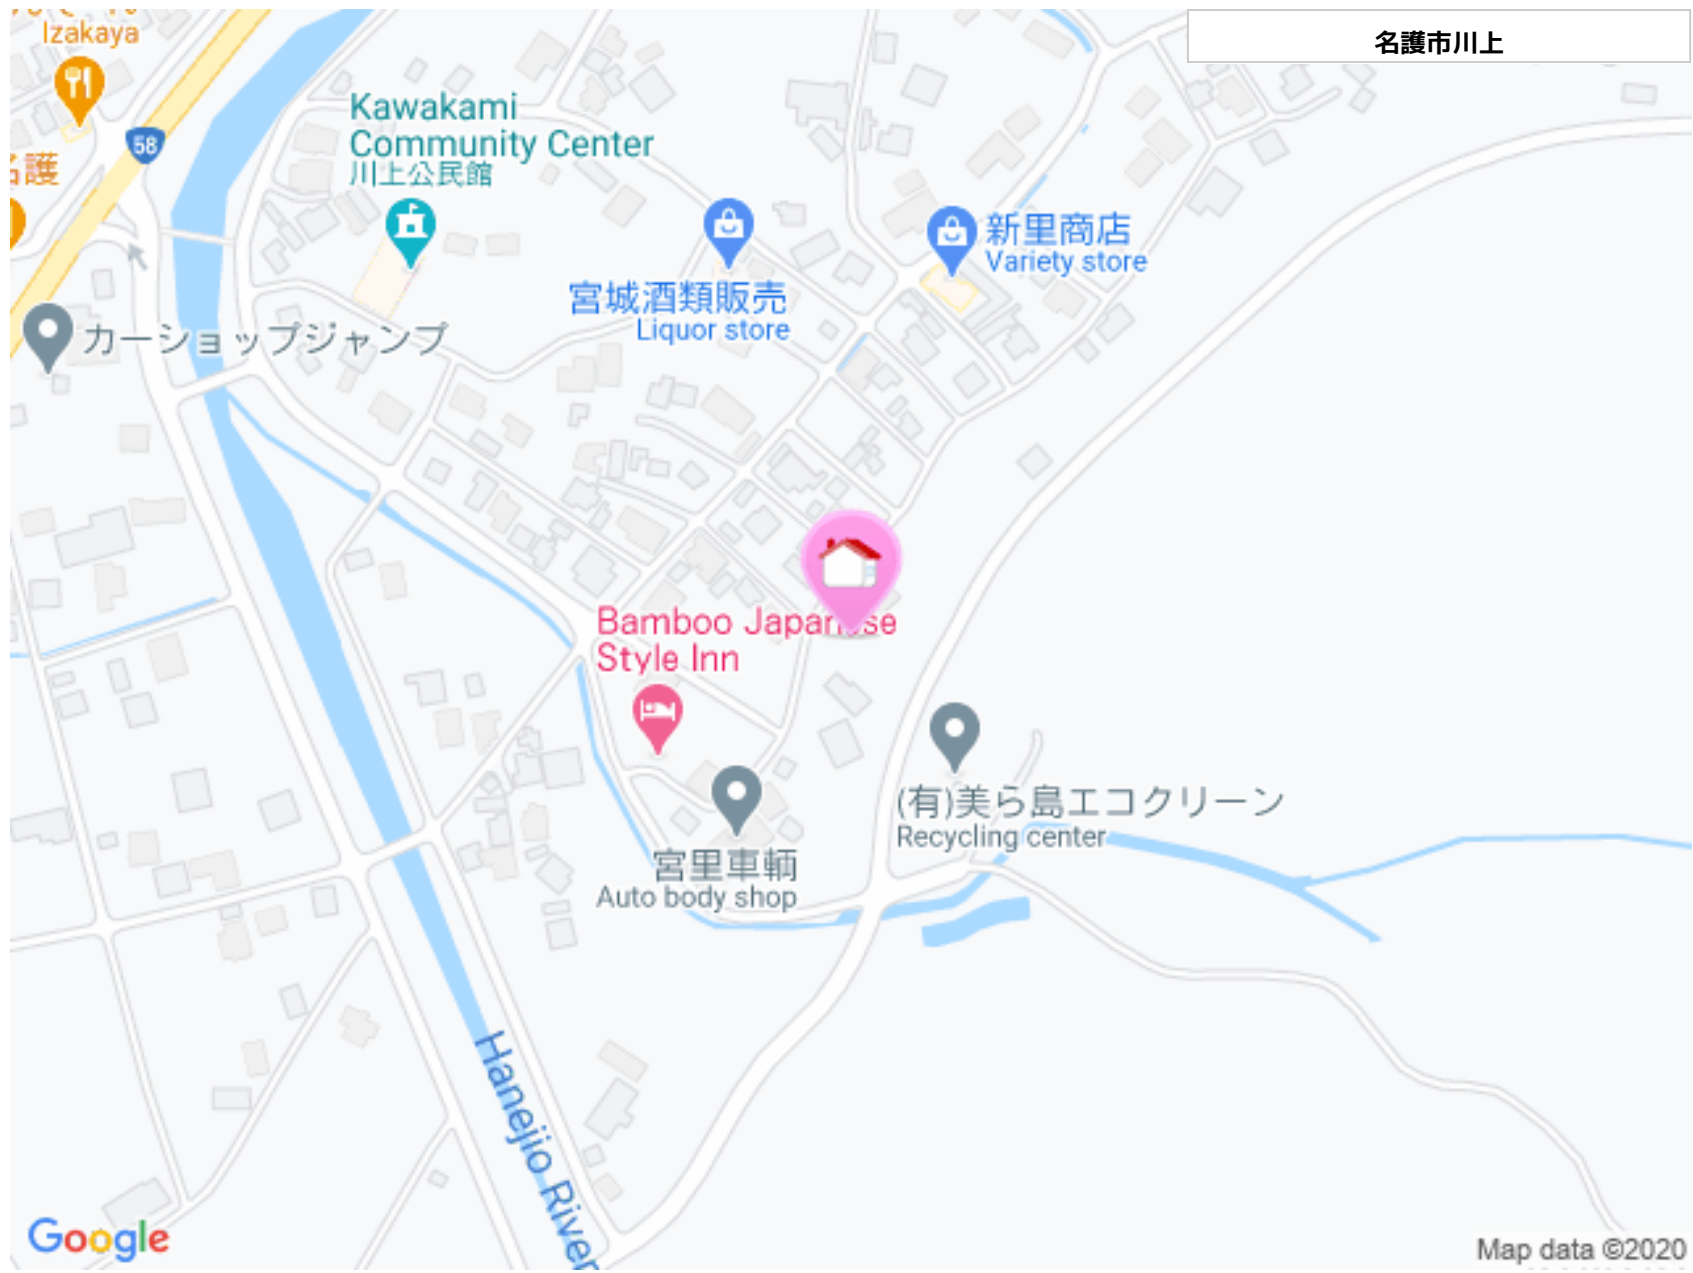 Izakaya
名護市川上
58
Kawakami
Community Center
川上公民館
護
新里商店
Variety store
宮城酒類販売
Liquor store
カーショップジャンプ
Bamboo Japanese
Style Inn
(有)美ら島エコクリーン
Recycling center
宮里車輌
Auto body shop
Hanejio River
Google
Map data ©2020